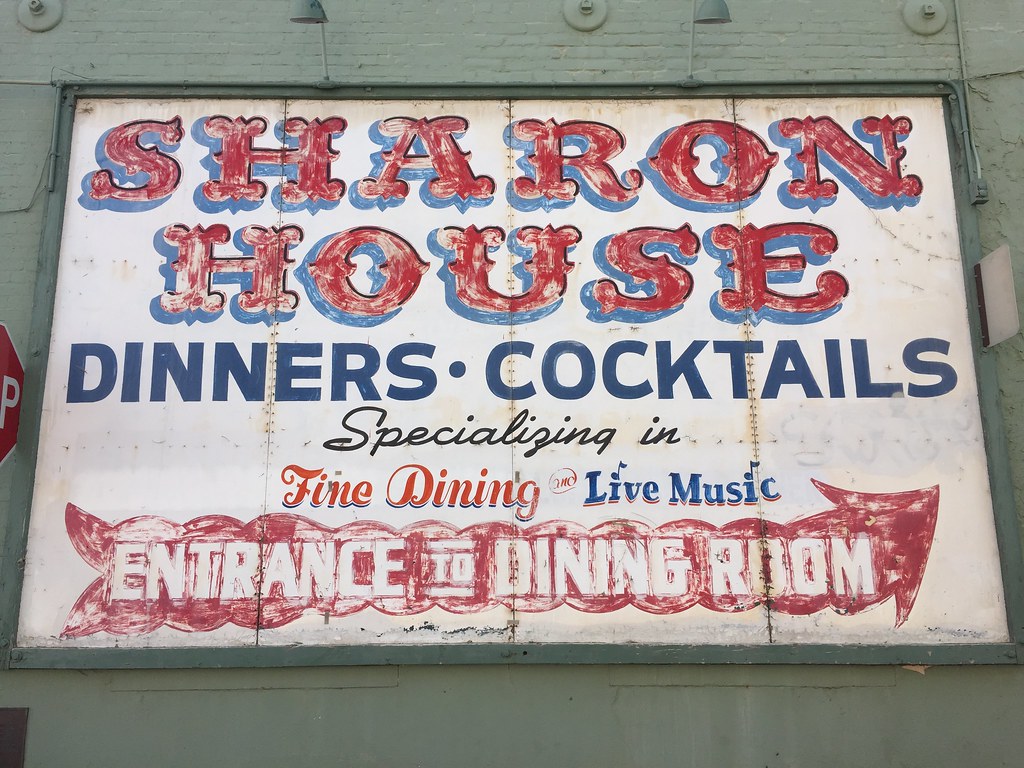 SHARON
HOUSE
DINNERS · COCKTAILS
Specializing in
Fine Dining AND Live Music
ENTRANCE TO DINING ROOM
P